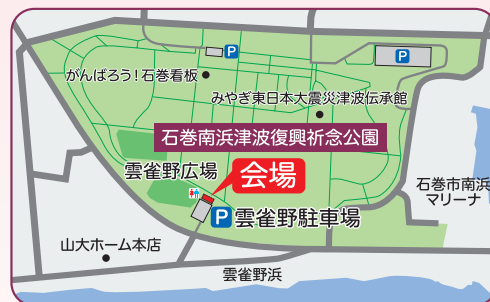 P
P
がんばろう!石巻看板
みやぎ東日本大震災津波伝承館
石巻南浜津波復興祈念公園
雲雀野広場
会場
石巻市南浜
マリーナ
P 雲雀野駐車場
山大ホーム本店
雲雀野浜